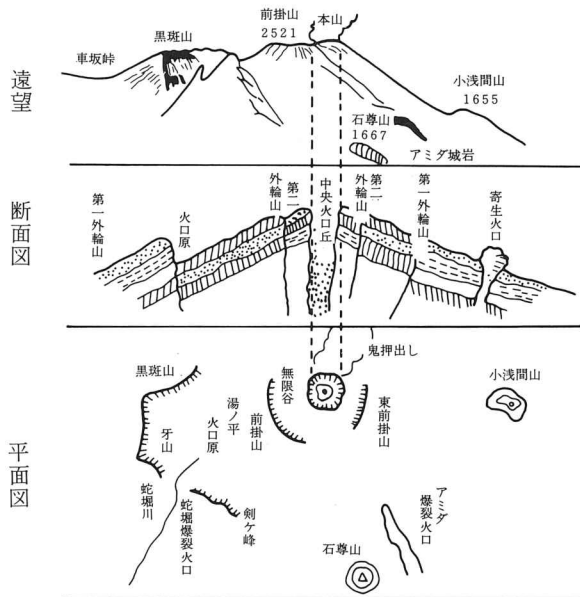 遠望
車坂峠
黒斑山
前掛山
2521
本山
小浅間山
1655
石尊山
1667
アミダ城岩
断面図
第一外輪山
火口原
第二外輪山
中央火口丘
第二外輪山
第一外輪山
寄生火口
平面図
鬼押出し
黒斑山
牙山
湯ノ平
火口原
前掛山
無限谷
東前掛山
小浅間山
蛇堀川
蛇堀爆裂火口
剣ケ峰
アミダ爆裂火口
石尊山